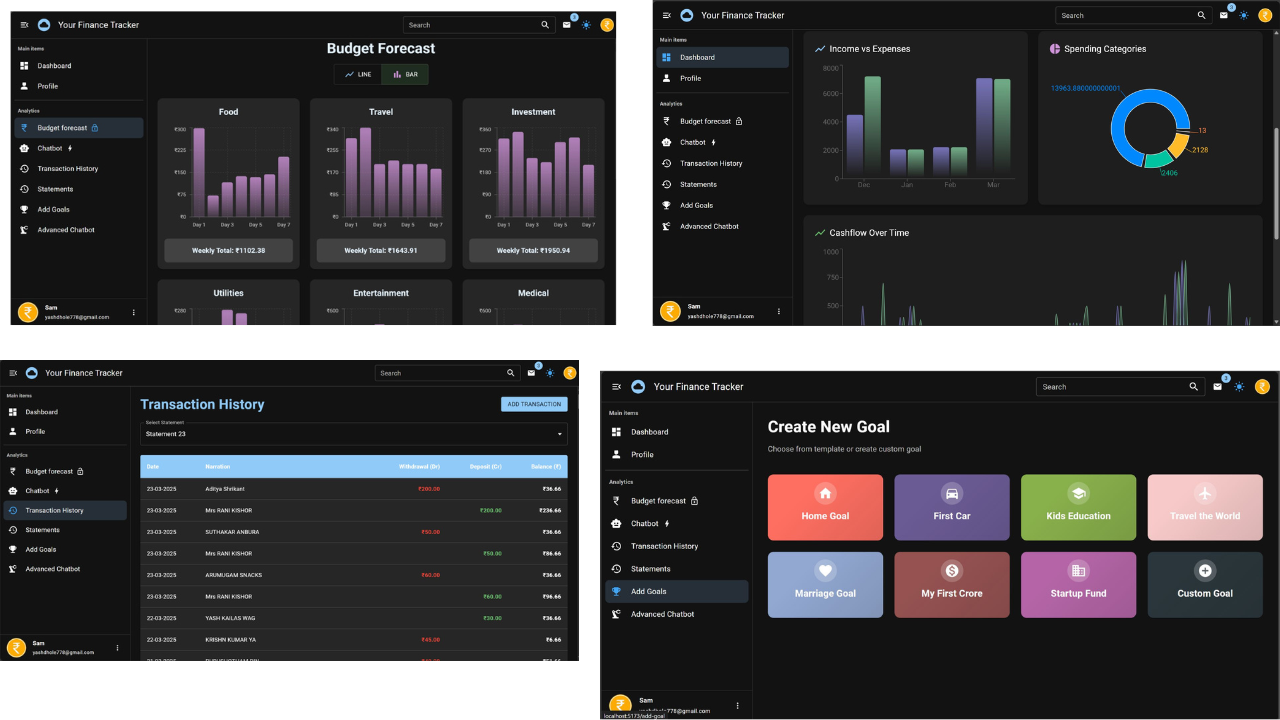 Your Finance Tracker
Search
3
Main items
Dashboard
Profile
Analytics
Budget forecast
Chatbot
Transaction History
Statements
Add Goals
Advanced Chatbot
Sam
yashdhole778@gmail.com
Budget Forecast
LINE BAR
Food
₹300
₹225
₹150
₹75
₹0
Day 1 Day 3 Day 5 Day 7
Weekly Total: ₹1102.38
Travel
₹340
₹255
₹170
₹85
₹0
Day 1 Day 3 Day 5 Day 7
Weekly Total: ₹1643.91
Investment
₹360
₹270
₹180
₹90
₹0
Day 1 Day 3 Day 5 Day 7
Weekly Total: ₹1950.94
Utilities
₹280
Entertainment
₹600
Medical
₹600
Your Finance Tracker
Search
3
Main items
Dashboard
Profile
Analytics
Budget forecast
Chatbot
Transaction History
Statements
Add Goals
Advanced Chatbot
Sam
yashdhole778@gmail.com
Income vs Expenses
8000
6000
4000
2000
0
Dec Jan Feb Mar
Spending Categories
13963.880000000001
13
2128
2406
Cashflow Over Time
1000
750
500
Your Finance Tracker
Search
3
Main items
Dashboard
Profile
Analytics
Budget forecast
Chatbot
Transaction History
Statements
Add Goals
Advanced Chatbot
Sam
yashdhole778@gmail.com
Transaction History
ADD TRANSACTION
Select Statement
Statement 23
Date Narration Withdrawal (Dr) Deposit (Cr) Balance (₹)
23-03-2025 Aditya Shrikant ₹200.00 ₹36.66
23-03-2025 Mrs RANI KISHOR ₹200.00 ₹236.66
23-03-2025 SUTHAKAR ANBURA ₹50.00 ₹36.66
23-03-2025 Mrs RANI KISHOR ₹50.00 ₹86.66
23-03-2025 ARUMUGAM SNACKS ₹60.00 ₹36.66
23-03-2025 Mrs RANI KISHOR ₹60.00 ₹96.66
22-03-2025 YASH KAILAS WAG ₹30.00 ₹36.66
22-03-2025 KRISHN KUMAR YA ₹45.00 ₹6.66
Your Finance Tracker
Search
3
Main items
Dashboard
Profile
Analytics
Budget forecast
Chatbot
Transaction History
Statements
Add Goals
Advanced Chatbot
Sam
yashdhole778@gmail.com
localhost:5173/add-goal
Create New Goal
Choose from template or create custom goal
Home Goal
First Car
Kids Education
Travel the World
Marriage Goal
My First Crore
Startup Fund
Custom Goal